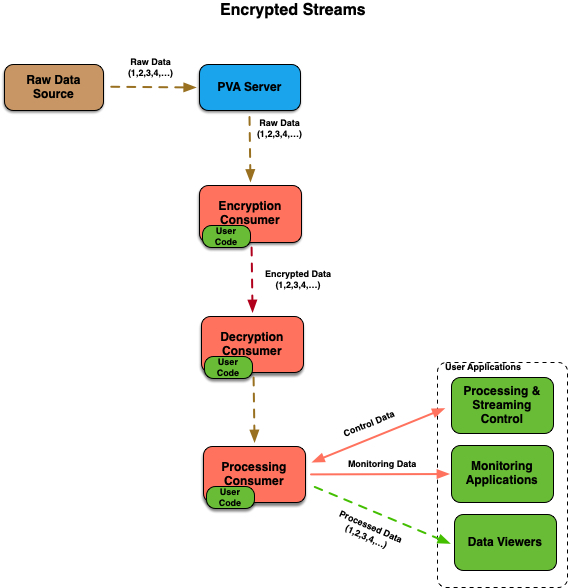 Encrypted Streams
Raw Data
(1,2,3,4,...)
Raw Data
Source
PVA Server
Raw Data
(1,2,3,4,...)
Encryption
Consumer
User
Code
Encrypted Data
(1,2,3,4,...)
Decryption
Consumer
User
Code
User Applications
Processing &
Streaming
Control
Control Data
Processing
Consumer
User
Code
Monitoring Data
Monitoring
Applications
Processed Data
(1,2,3,4,...)
Data Viewers